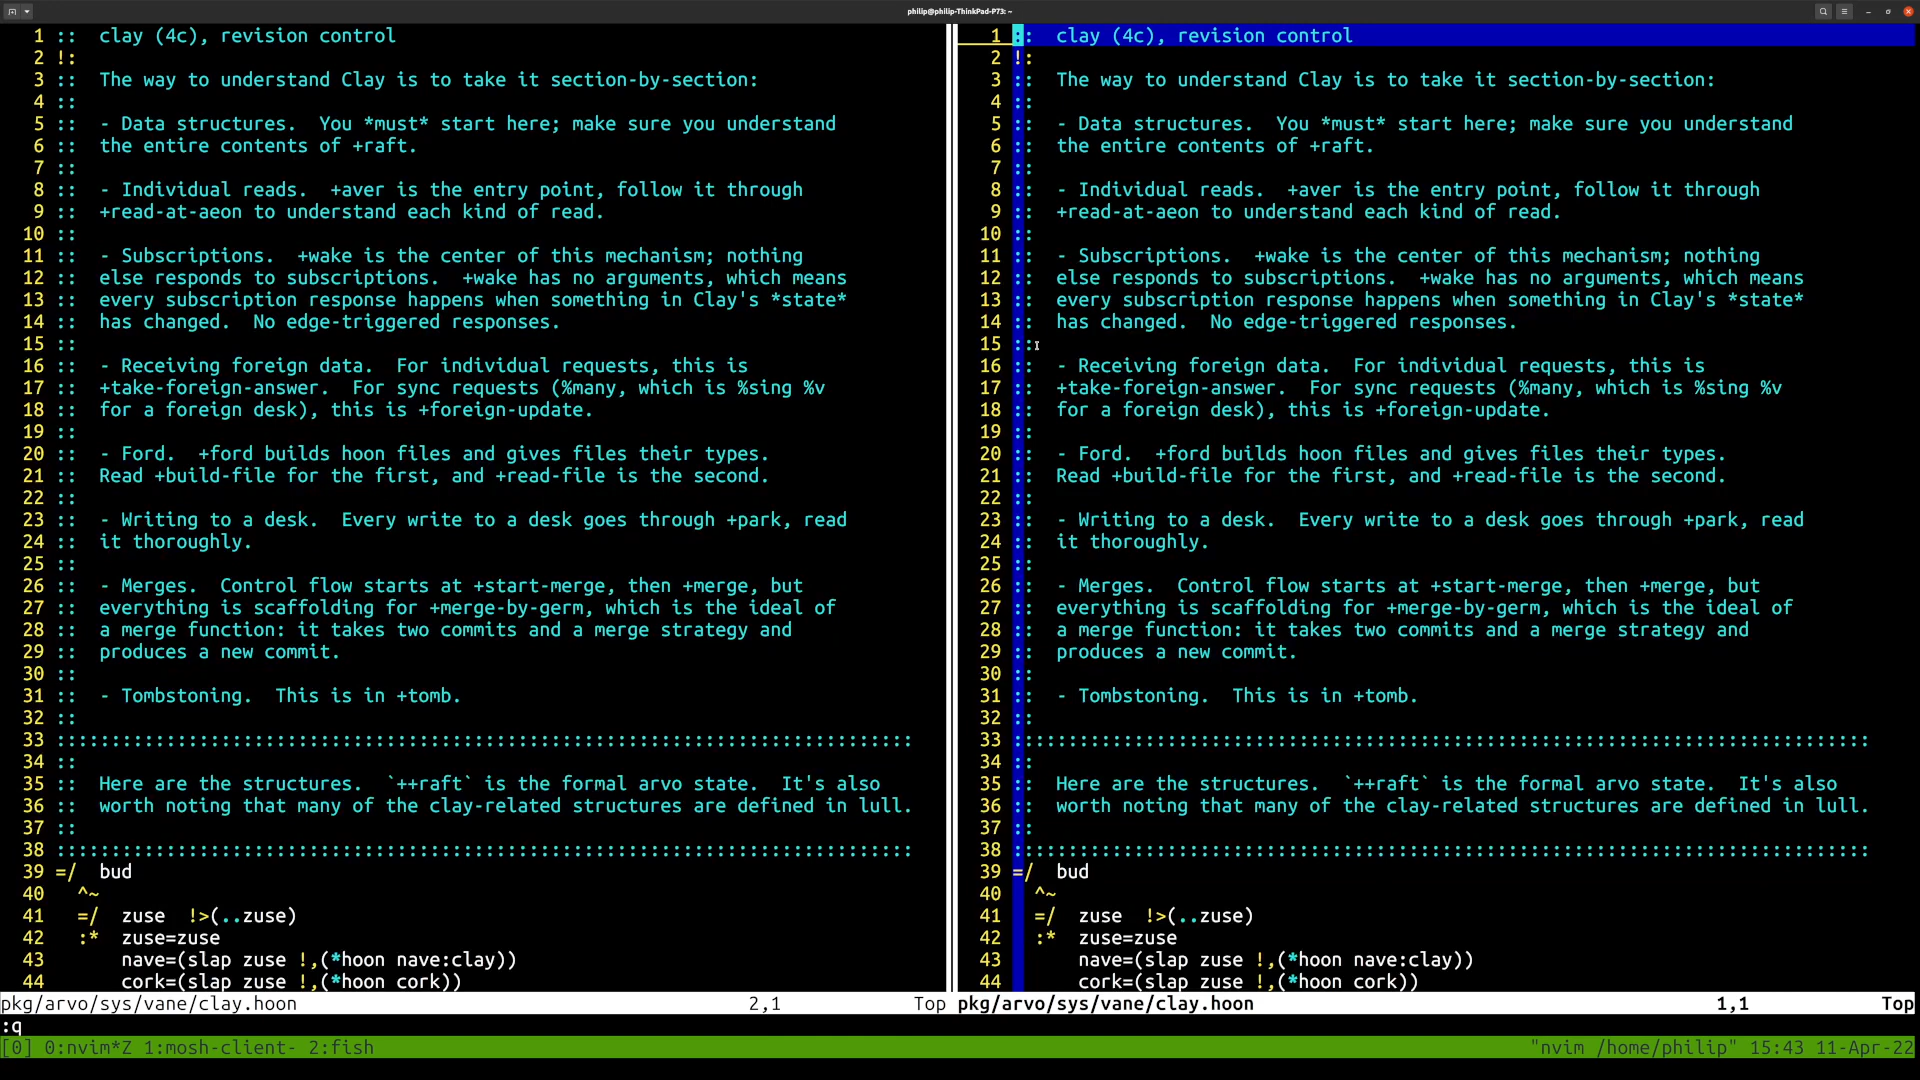 philip@philip-ThinkPad-P73: ~
1 ::  clay (4c), revision control
2 !:
3 ::  The way to understand Clay is to take it section-by-section:
4 ::
5 ::  - Data structures.  You *must* start here; make sure you understand
6 ::  the entire contents of +raft.
7 ::
8 ::  - Individual reads.  +aver is the entry point, follow it through
9 ::  +read-at-aeon to understand each kind of read.
10 ::
11 ::  - Subscriptions.  +wake is the center of this mechanism; nothing
12 ::  else responds to subscriptions.  +wake has no arguments, which means
13 ::  every subscription response happens when something in Clay's *state*
14 ::  has changed.  No edge-triggered responses.
15 ::
16 ::  - Receiving foreign data.  For individual requests, this is
17 ::  +take-foreign-answer.  For sync requests (%many, which is %sing %v
18 ::  for a foreign desk), this is +foreign-update.
19 ::
20 ::  - Ford.  +ford builds hoon files and gives files their types.
21 ::  Read +build-file for the first, and +read-file is the second.
22 ::
23 ::  - Writing to a desk.  Every write to a desk goes through +park, read
24 ::  it thoroughly.
25 ::
26 ::  - Merges.  Control flow starts at +start-merge, then +merge, but
27 ::  everything is scaffolding for +merge-by-germ, which is the ideal of
28 ::  a merge function: it takes two commits and a merge strategy and
29 ::  produces a new commit.
30 ::
31 ::  - Tombstoning.  This is in +tomb.
32 ::
33 ::::::::::::::::::::::::::::::::::::::::::::::::::::::::::::::::::::::::::::::
34 ::
35 ::  Here are the structures.  `++raft` is the formal arvo state.  It's also
36 ::  worth noting that many of the clay-related structures are defined in lull.
37 ::
38 ::::::::::::::::::::::::::::::::::::::::::::::::::::::::::::::::::::::::::::::
39 =/  bud
40   ^~
41   =/  zuse  !>(..zuse)
42   :*  zuse=zuse
43       nave=(slap zuse !,(*hoon nave:clay))
44       cork=(slap zuse !,(*hoon cork))
pkg/arvo/sys/vane/clay.hoon 2,1 Top
1 ::  clay (4c), revision control
2 !:
3 ::  The way to understand Clay is to take it section-by-section:
4 ::
5 ::  - Data structures.  You *must* start here; make sure you understand
6 ::  the entire contents of +raft.
7 ::
8 ::  - Individual reads.  +aver is the entry point, follow it through
9 ::  +read-at-aeon to understand each kind of read.
10 ::
11 ::  - Subscriptions.  +wake is the center of this mechanism; nothing
12 ::  else responds to subscriptions.  +wake has no arguments, which means
13 ::  every subscription response happens when something in Clay's *state*
14 ::  has changed.  No edge-triggered responses.
15 ::
16 ::  - Receiving foreign data.  For individual requests, this is
17 ::  +take-foreign-answer.  For sync requests (%many, which is %sing %v
18 ::  for a foreign desk), this is +foreign-update.
19 ::
20 ::  - Ford.  +ford builds hoon files and gives files their types.
21 ::  Read +build-file for the first, and +read-file is the second.
22 ::
23 ::  - Writing to a desk.  Every write to a desk goes through +park, read
24 ::  it thoroughly.
25 ::
26 ::  - Merges.  Control flow starts at +start-merge, then +merge, but
27 ::  everything is scaffolding for +merge-by-germ, which is the ideal of
28 ::  a merge function: it takes two commits and a merge strategy and
29 ::  produces a new commit.
30 ::
31 ::  - Tombstoning.  This is in +tomb.
32 ::
33 ::::::::::::::::::::::::::::::::::::::::::::::::::::::::::::::::::::::::::::::
34 ::
35 ::  Here are the structures.  `++raft` is the formal arvo state.  It's also
36 ::  worth noting that many of the clay-related structures are defined in lull.
37 ::
38 ::::::::::::::::::::::::::::::::::::::::::::::::::::::::::::::::::::::::::::::
39 =/  bud
40   ^~
41   =/  zuse  !>(..zuse)
42   :*  zuse=zuse
43       nave=(slap zuse !,(*hoon nave:clay))
44       cork=(slap zuse !,(*hoon cork))
pkg/arvo/sys/vane/clay.hoon 1,1 Top
:q
[0] 0:nvim*Z 1:mosh-client- 2:fish "nvim /home/philip" 15:43 11-Apr-22